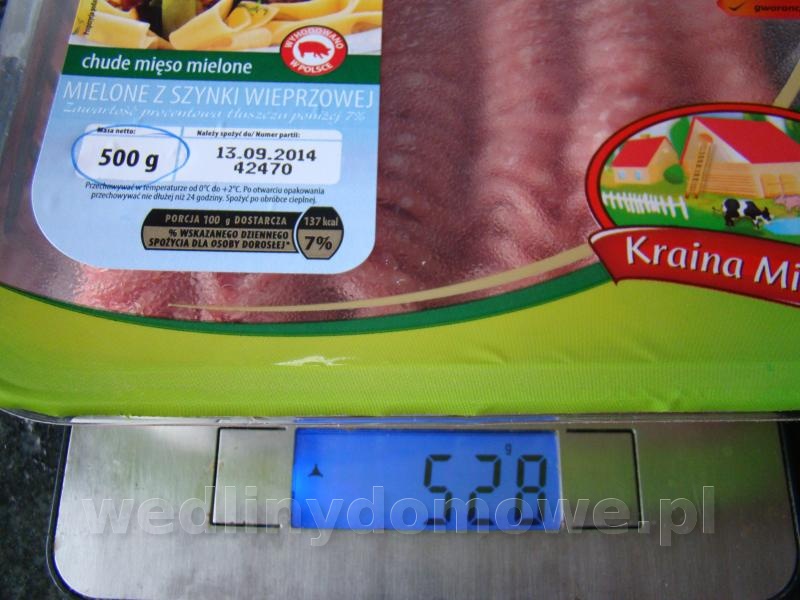 gwaranc
WYHODOWANO
W POLSCE
chude mięso mielone
MIELONE Z SZYNKI WIEPRZOWEJ
Zawartość procentowa tłuszczu poniżej 7%
Masa netto:
500 g
Należy spożyć do/ Numer partii:
13.09.2014
42470
Przechowywać w temperaturze od 0°C do +2°C. Po otwarciu opakowania
przechowywać nie dłużej niż 24 godziny. Spożyć po obróbce cieplnej.
PORCJA 100 g DOSTARCZA
137 kcal
% WSKAZANEGO DZIENNEGO
SPOŻYCIA DLA OSOBY DOROSŁEJ*
7%
Kraina Mi
g
528
wedlinydomowe.pl